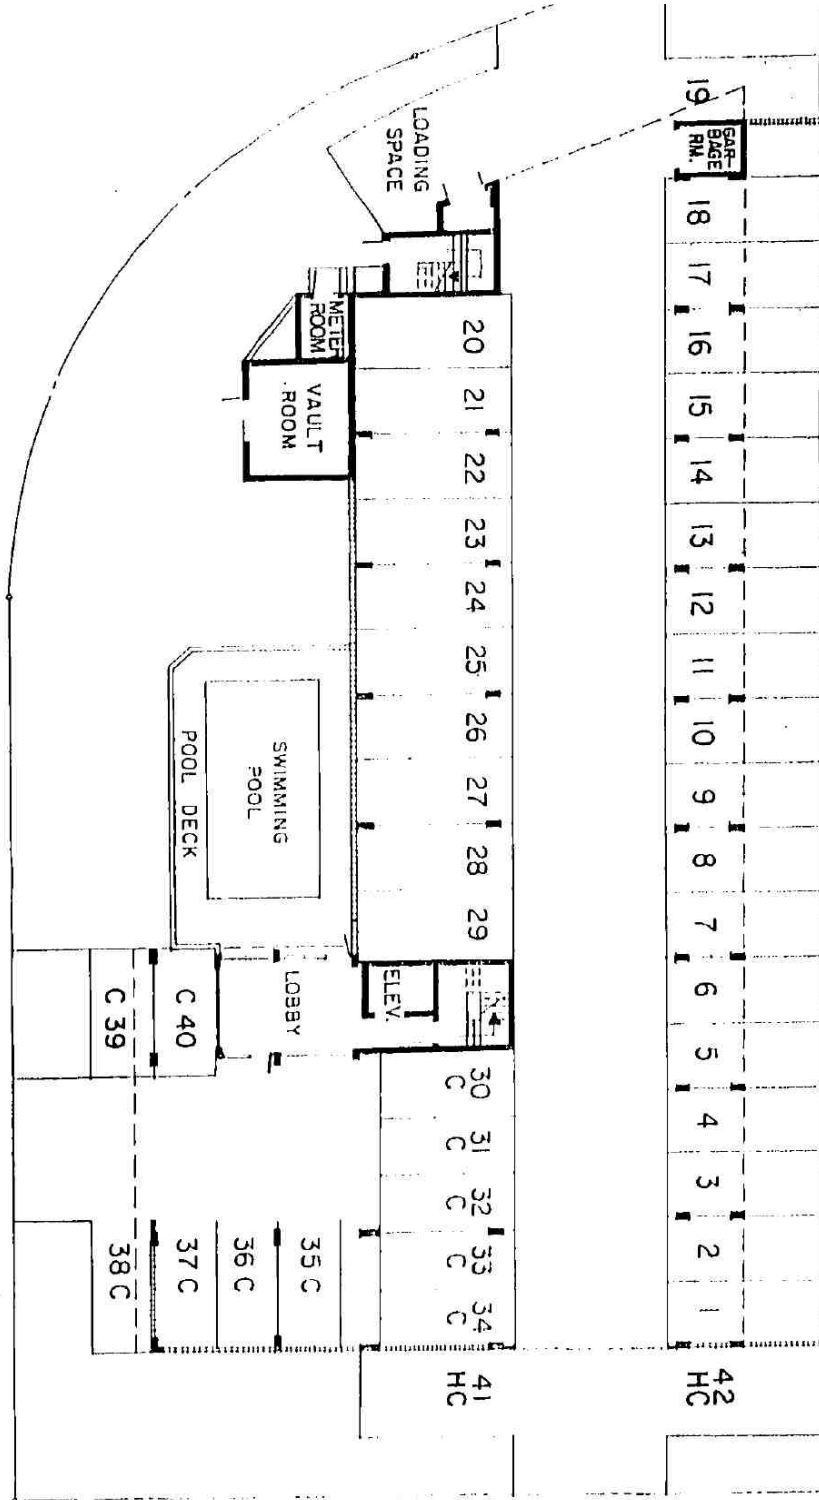 19
GAR-
BAGE
RM.
18
17
16
15
14
13
12
11
10
9
8
7
6
5
4
3
2
1
42
HC
LOADING
SPACE
METER
ROOM
VAULT
ROOM
20
21
22
23
24
25
26
27
28
29
SWIMMING
POOL
POOL DECK
LOBBY
ELEV.
C 40
C 39
30
C
31
C
32
C
33
C
34
C
35 C
36 C
37 C
38 C
41
HC